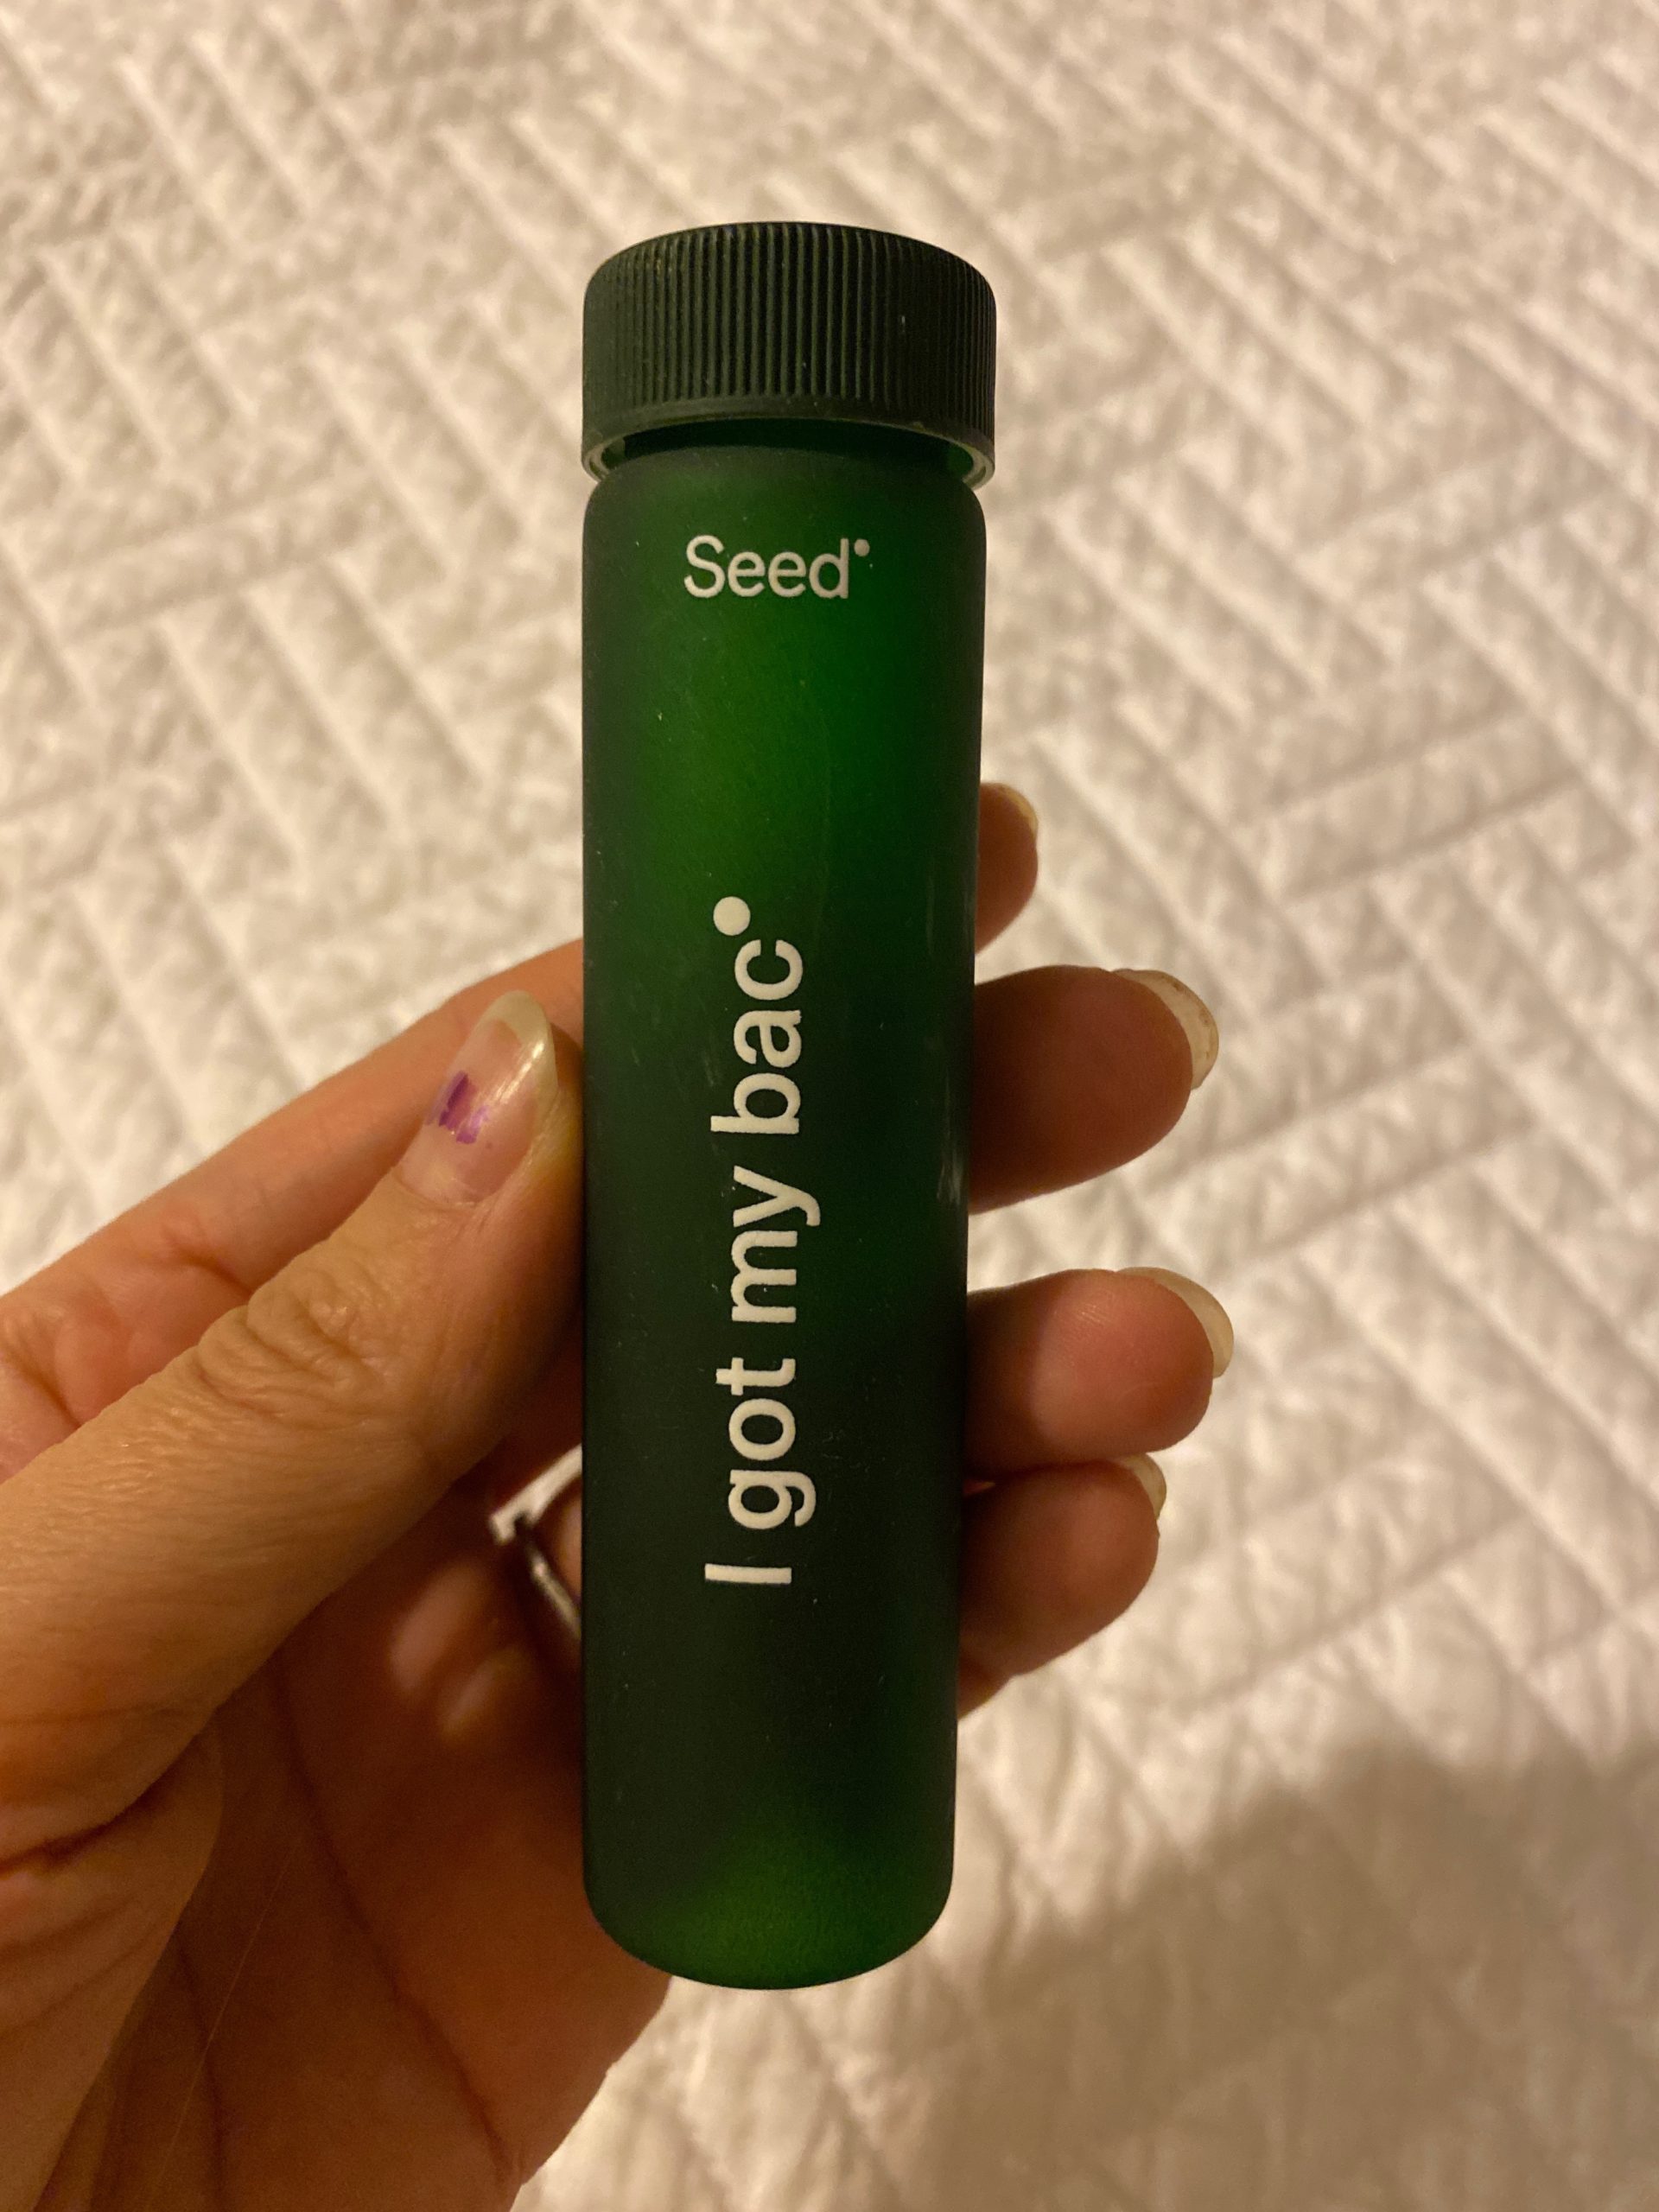 Seed•
I got my bac•